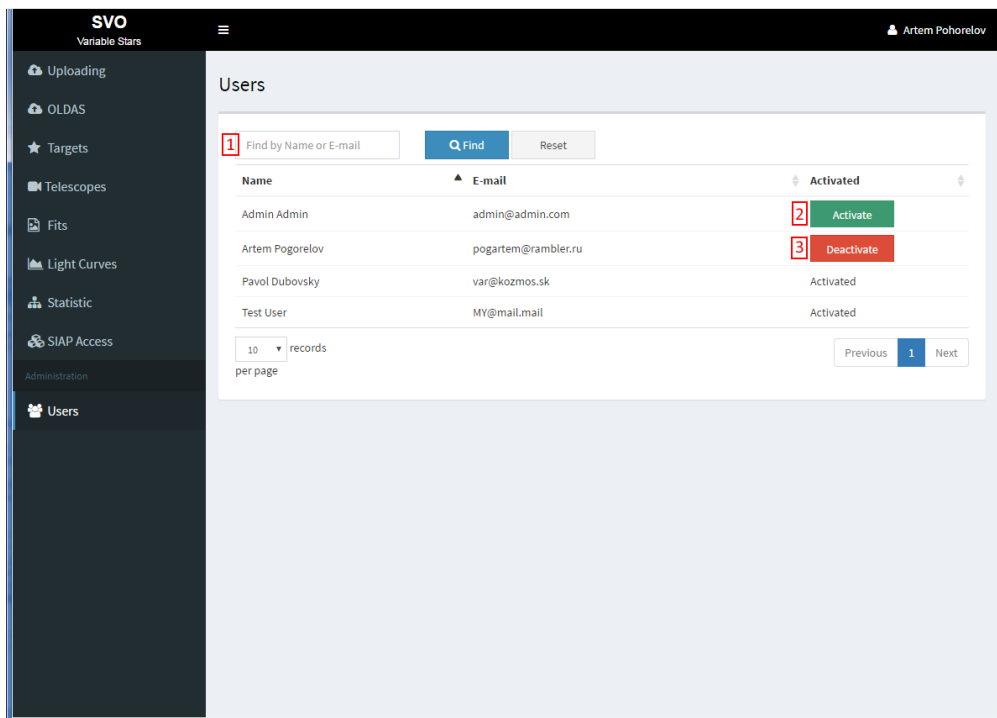 SVO
Variable Stars
Artem Pohorelov
Uploading
OLDAS
Targets
Telescopes
Fits
Light Curves
Statistic
SIAP Access
Administration
Users
Users
1 Find by Name or E-mail Find Reset
Name E-mail Activated
Admin Admin admin@admin.com 2 Activate
Artem Pogorelov pogartem@rambler.ru 3 Deactivate
Pavol Dubovsky var@kozmos.sk Activated
Test User MY@mail.mail Activated
10 records
per page
Previous 1 Next